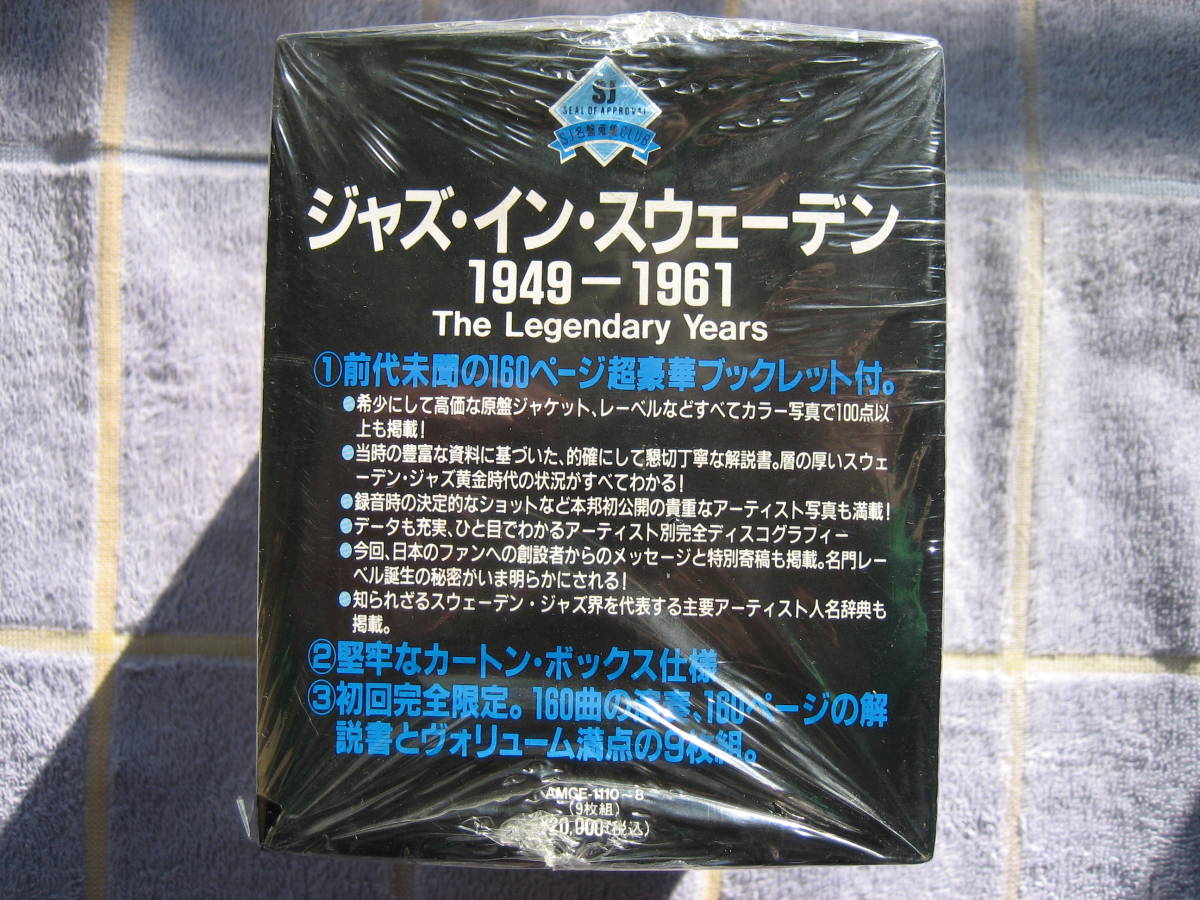 SJ
SEAL OF APPROVAL
SJ名盤蒐集CLUB
ジャズ・イン・スウェーデン
1949－1961
The Legendary Years
①前代未聞の160ページ超豪華ブックレット付。
●希少にして高価な原盤ジャケット、レーベルなどすべてカラー写真で100点以
上も掲載！
●当時の豊富な資料に基づいた、的確にして懇切丁寧な解説書。層の厚いスウェ
ーデン・ジャズ黄金時代の状況がすべてわかる！
●録音時の決定的なショットなど本邦初公開の貴重なアーティスト写真も満載！
●データも充実、ひと目でわかるアーティスト別完全ディスコグラフィー
●今回、日本のファンへの創設者からのメッセージと特別寄稿も掲載。名門レー
ベル誕生の秘密がいま明らかにされる！
●知られざるスウェーデン・ジャズ界を代表する主要アーティスト人名辞典も
掲載。
②堅牢なカートン・ボックス仕様
③初回完全限定。160曲の演奏、160ページの解
説書とヴォリューム満点の9枚組。
AMCE-1110～8
(9枚組)
¥20,000(税込)